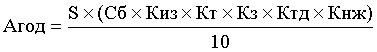 Агод = S × (Сб × Киз × Кт × Кз × Ктд × Кнж)
10